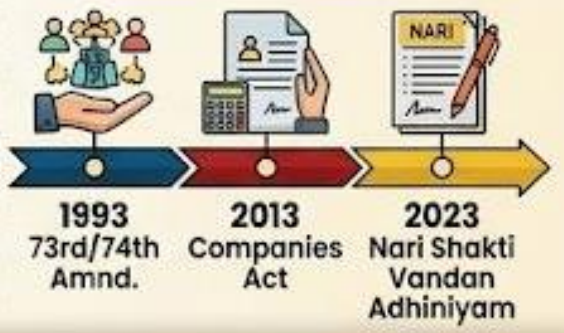 NARI
1993
73rd/74th
Amnd.
2013
Companies
Act
2023
Nari Shakti
Vandan
Adhiniyam